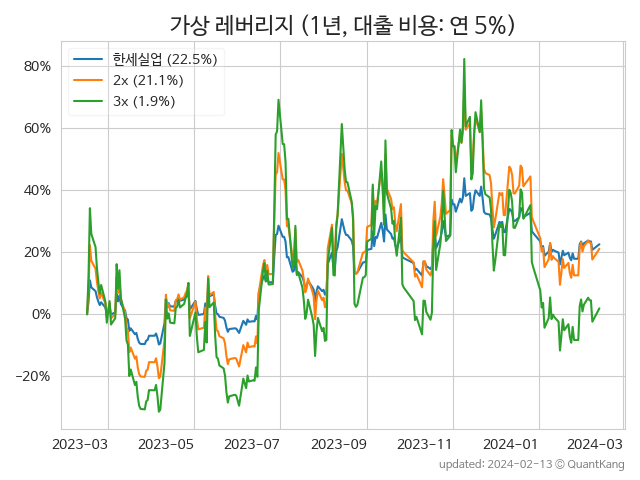 가상 레버리지 (1년, 대출 비용: 연 5%)
한세실업 (22.5%)
2x (21.1%)
3x (1.9%)
80%
60%
40%
20%
0%
−20%
2023-03 2023-05 2023-07 2023-09 2023-11 2024-01 2024-03
updated: 2024-02-13 © QuantKang